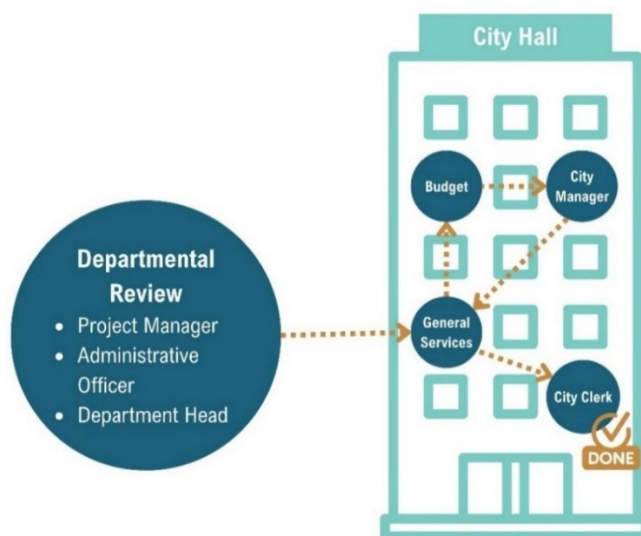 City Hall
Budget
City
Manager
Departmental
Review
• Project Manager
• Administrative
Officer
• Department Head
General
Services
City Clerk
DONE